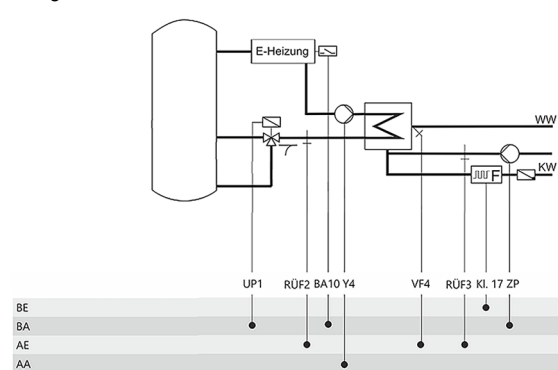 E-Heizung
WW
KW
F
UP1 RÜF2 BA10 Y4 VF4 RÜF3 Kl. 17 ZP
BE
BA
AE
AA